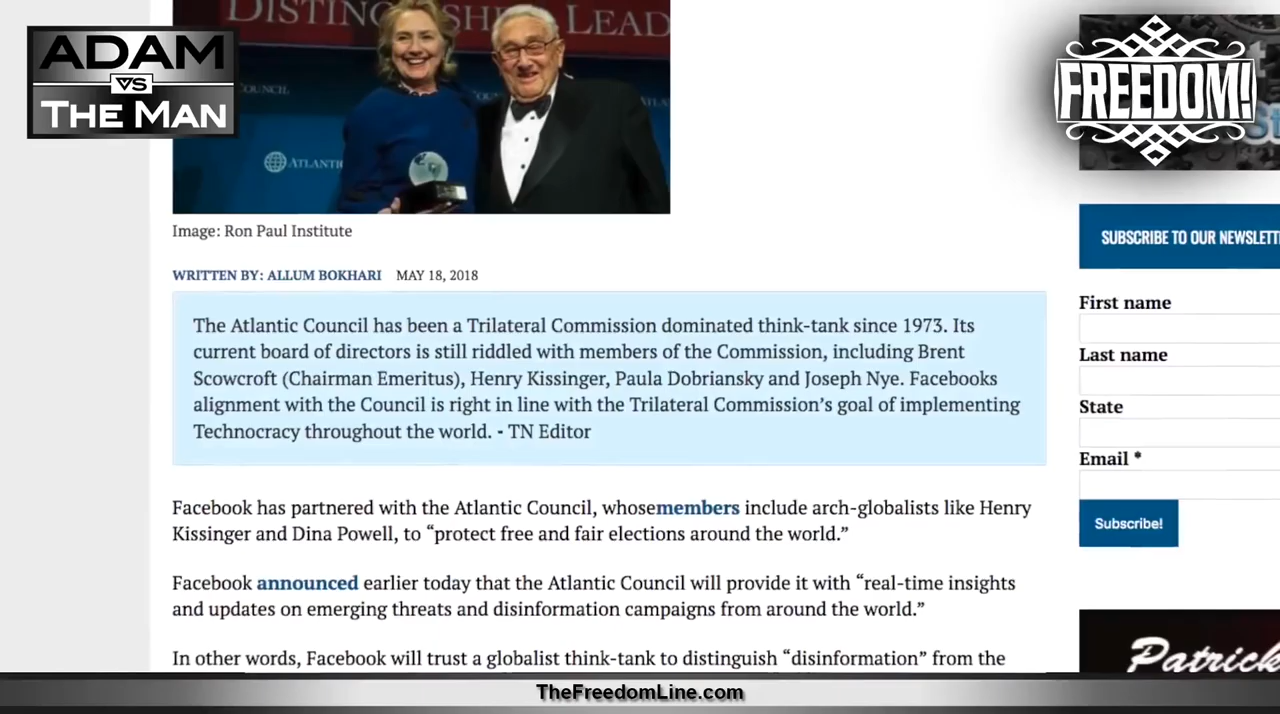 DISTINGUISHED LEAD
COUNCIL
ATLANTIC
ADAM
VS
THE MAN
FREEDOM!
Image: Ron Paul Institute
WRITTEN BY: ALLUM BOKHARI MAY 18, 2018
The Atlantic Council has been a Trilateral Commission dominated think-tank since 1973. Its
current board of directors is still riddled with members of the Commission, including Brent
Scowcroft (Chairman Emeritus), Henry Kissinger, Paula Dobriansky and Joseph Nye. Facebooks
alignment with the Council is right in line with the Trilateral Commission's goal of implementing
Technocracy throughout the world. - TN Editor
Facebook has partnered with the Atlantic Council, whosemembers include arch-globalists like Henry
Kissinger and Dina Powell, to “protect free and fair elections around the world.”
Facebook announced earlier today that the Atlantic Council will provide it with “real-time insights
and updates on emerging threats and disinformation campaigns from around the world.”
In other words, Facebook will trust a globalist think-tank to distinguish “disinformation” from the
SUBSCRIBE TO OUR NEWSLETT
First name
Last name
State
Email *
Subscribe!
Patrick
TheFreedomLine.com